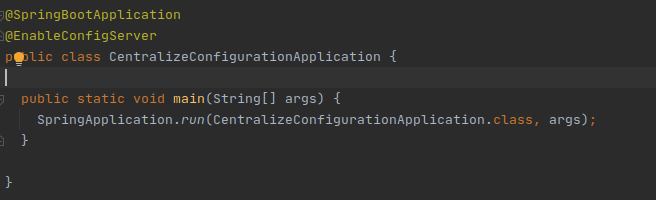 @SpringBootApplication
@EnableConfigServer
public class CentralizeConfigurationApplication {
public static void main(String[] args) {
SpringApplication.run(CentralizeConfigurationApplication.class, args);
}
}